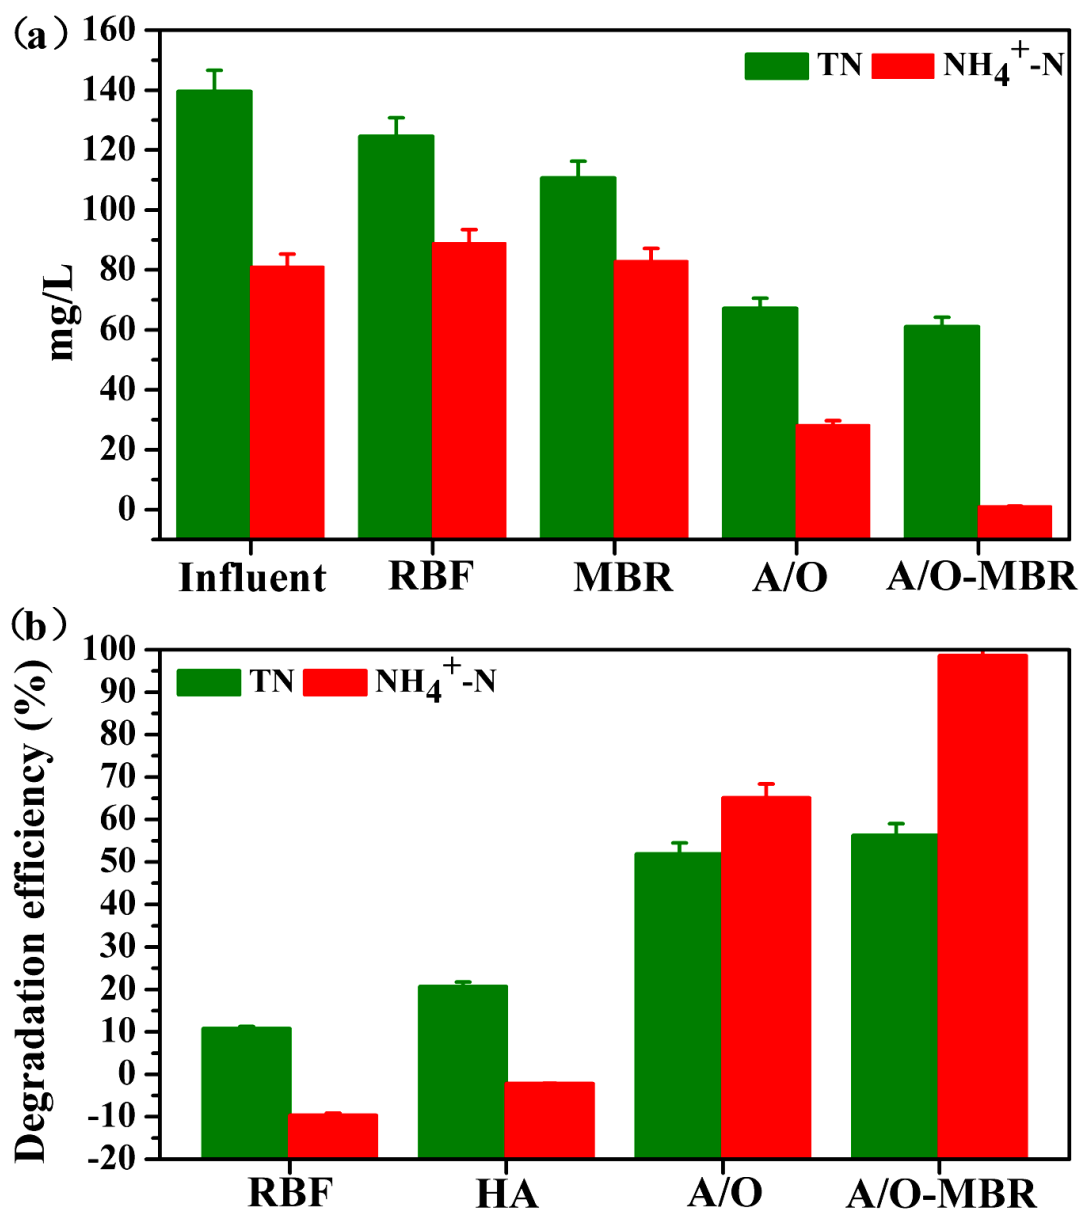 (a)
160
140
120
100
80
60
40
20
0
mg/L
TN NH4+-N
Influent RBF MBR A/O A/O-MBR
(b)
100
90
80
70
60
50
40
30
20
10
0
-10
-20
Degradation efficiency (%)
TN NH4+-N
RBF HA A/O A/O-MBR